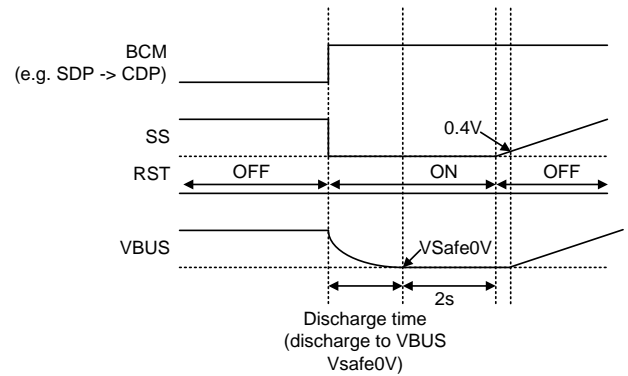 BCM
(e.g. SDP -> CDP)
SS
0.4V
RST
OFF
ON
OFF
VBUS
VSafe0V
2s
Discharge time
(discharge to VBUS
Vsafe0V)